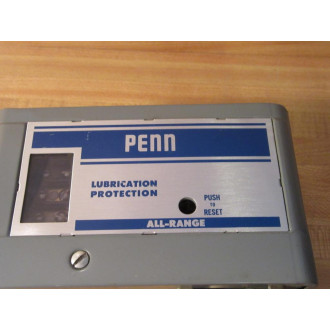 PENN
LUBRICATION
PROTECTION
PUSH
TO
RESET
ALL-RANGE